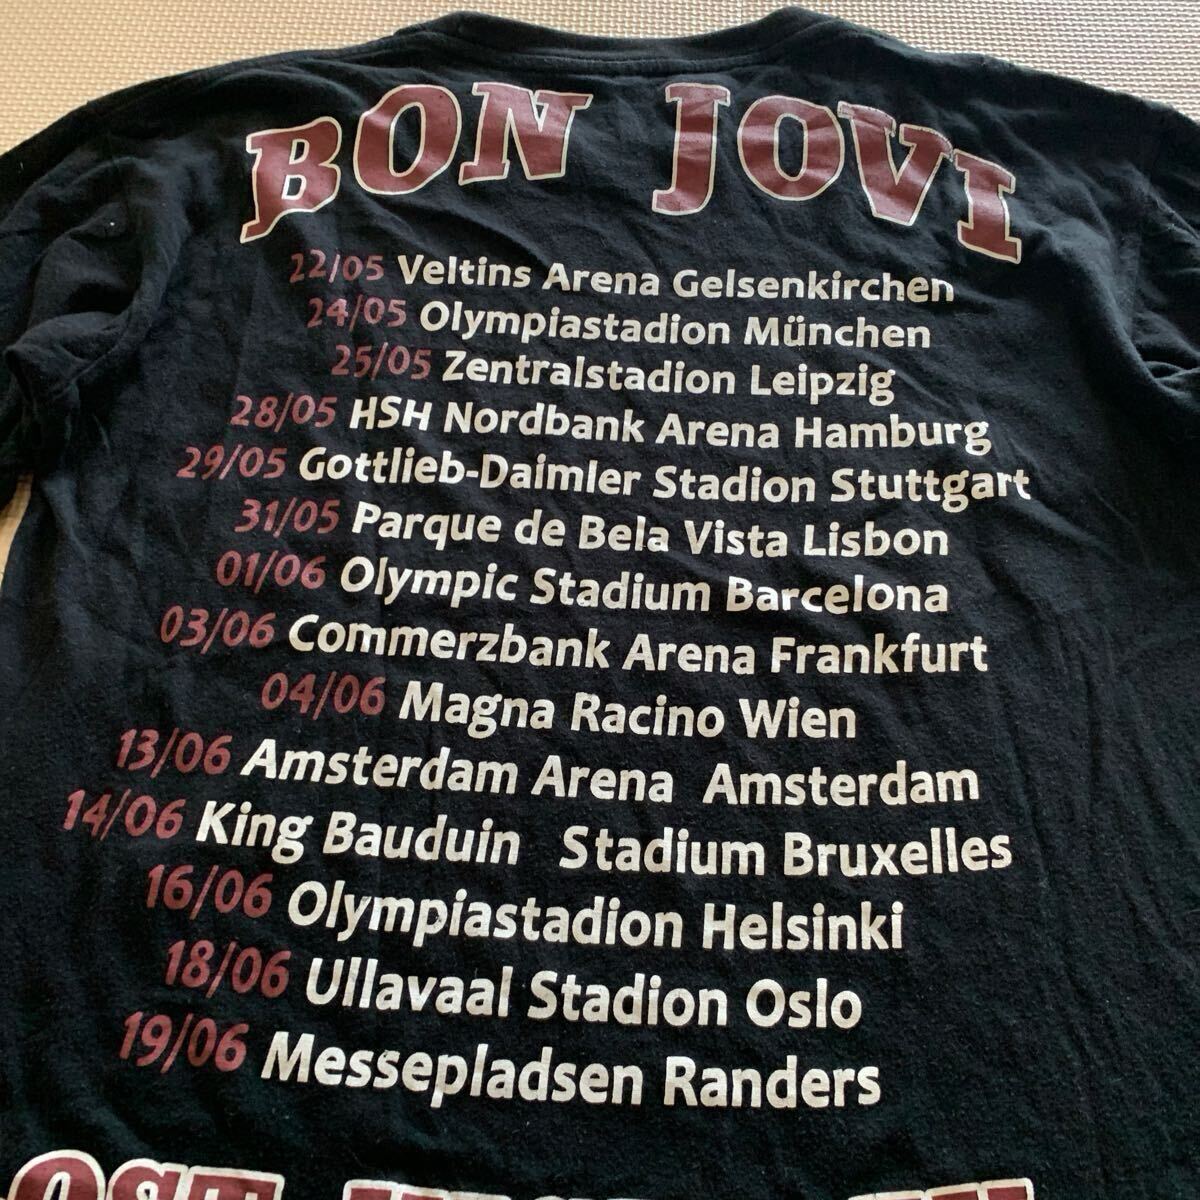 BON JOVI
22/05 Veltins Arena Gelsenkirchen
24/05 Olympiastadion München
25/05 Zentralstadion Leipzig
28/05 HSH Nordbank Arena Hamburg
29/05 Gottlieb-Daimler Stadion Stuttgart
31/05 Parque de Bela Vista Lisbon
01/06 Olympic Stadium Barcelona
03/06 Commerzbank Arena Frankfurt
04/06 Magna Racino Wien
13/06 Amsterdam Arena Amsterdam
14/06 King Bauduin Stadium Bruxelles
16/06 Olympiastadion Helsinki
18/06 Ullavaal Stadion Oslo
19/06 Messepladsen Randers